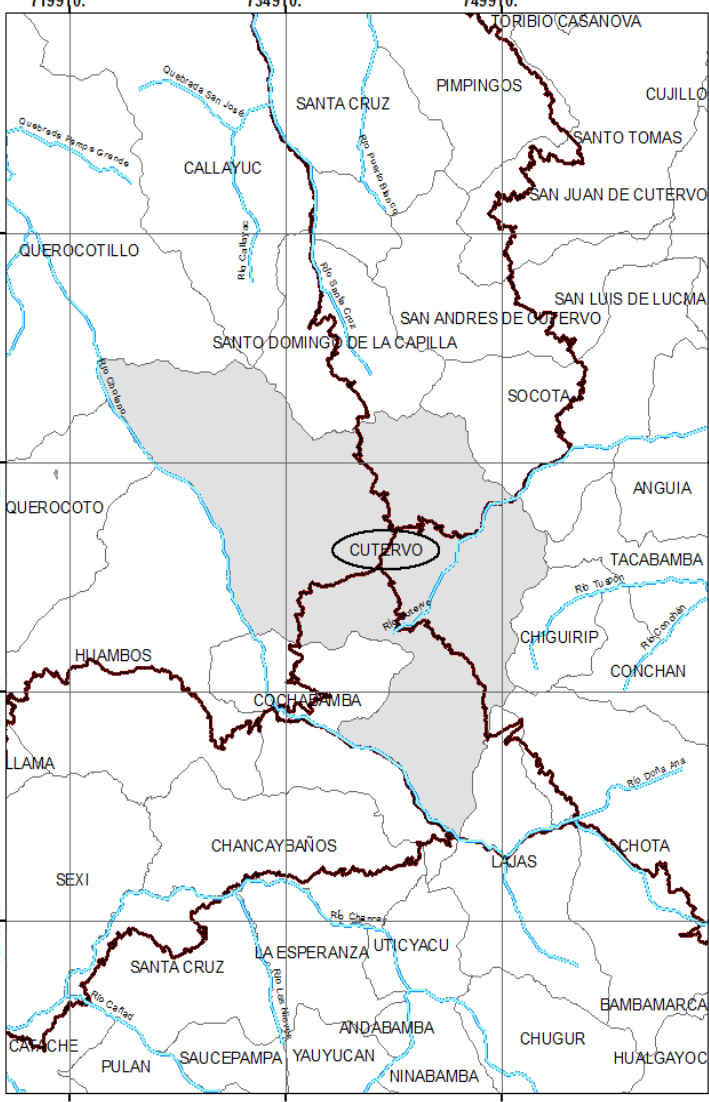 TORIBIO CASANOVA
PIMPINGOS
CUJILLO
Quebrada San José
SANTA CRUZ
Quebrada Pampa Grande
SANTO TOMAS
CALLAYUC
Río Puerto Blanco
SAN JUAN DE CUTERVO
QUEROCOTILLO
Río Callayac
Río Santa Cruz
SAN LUIS DE LUCMA
SAN ANDRES DE CUTERVO
SANTO DOMINGO DE LA CAPILLA
Río Chotano
SOCOTA
ANGUIA
QUEROCOTO
CUTERVO
TACABAMBA
Río Tuspón
Río Cutervo
Río Conchán
CHIGUIRIP
HUAMBOS
CONCHAN
COCHABAMBA
LLAMA
Río Doña Ana
CHANCAYBAÑOS
CHOTA
LAJAS
SEXI
Río Chancay
UTICYACU
LA ESPERANZA
SANTA CRUZ
Río Las Nieves
Río Cañad
BAMBAMARCA
ANDABAMBA
CHUGUR
CATACHE
SAUCEPAMPA
YAUYUCAN
HUALGAYOC
PULAN
NINABAMBA